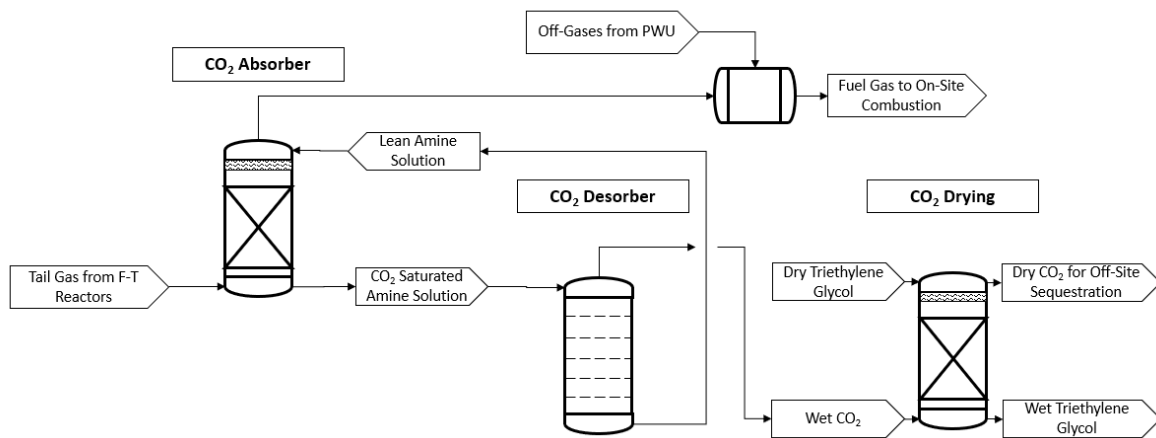 Off-Gases from PWU
CO₂ Absorber
Fuel Gas to On-Site
Combustion
Lean Amine
Solution
CO₂ Desorber
CO₂ Drying
Tail Gas from F-T
Reactors
CO₂ Saturated
Amine Solution
Dry Triethylene
Glycol
Dry CO₂ for Off-Site
Sequestration
Wet CO₂
Wet Triethylene
Glycol